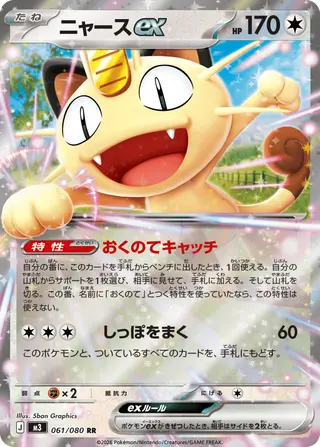 たね ニャースex HP 170
特性 とくせい おくのてキャッチ
自分の番に、このカードを手札からベンチに出したとき、1回使える。自分の
山札からサポートを1枚選び、相手に見せて、手札に加える。そして山札を
切る。この番、名前に「おくのて」とつく特性を使っていたなら、この特性は
使えない。
しっぽをまく 60
このポケモンと、ついているすべてのカードを、手札にもどす。
弱点 ×2 抵抗力 にげる
Illus. 5ban Graphics
exルール
ポケモンexがきぜつしたとき、相手はサイドを2枚とる。
J m3 061/080 RR
©2026 Pokémon/Nintendo/Creatures/GAME FREAK.